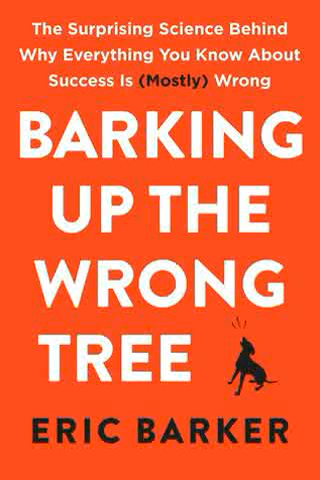 The Surprising Science Behind
Why Everything You Know About
Success Is (Mostly) Wrong
BARKING
UP THE
WRONG
TREE
ERIC BARKER